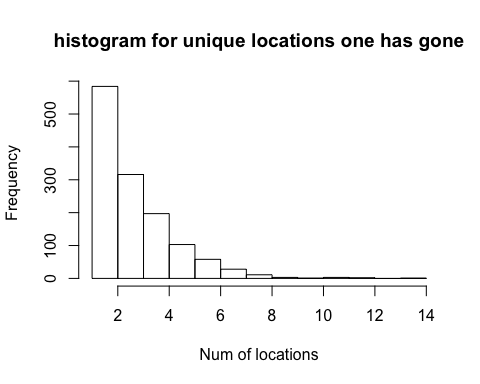 histogram for unique locations one has gone
Frequency
500
300
100
0
2 4 6 8 10 12 14
Num of locations